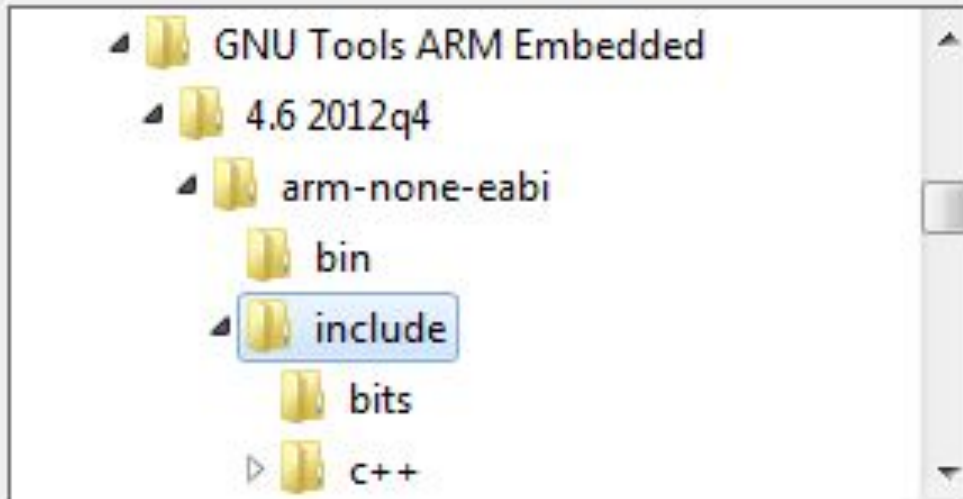 GNU Tools ARM Embedded
4.6 2012q4
arm-none-eabi
bin
include
bits
c++